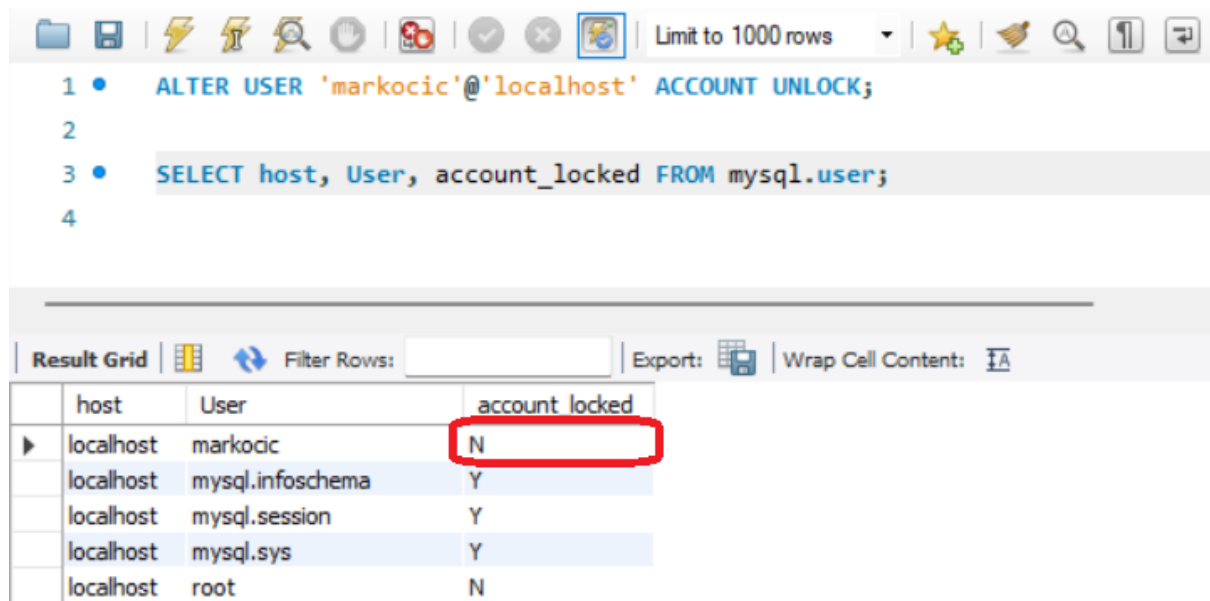 Limit to 1000 rows
1 ALTER USER 'markocic'@'localhost' ACCOUNT UNLOCK;
2
3 SELECT host, User, account_locked FROM mysql.user;
4
Result Grid Filter Rows: Export: Wrap Cell Content: IA
host User account_locked
localhost markocic N
localhost mysql.infoschema Y
localhost mysql.session Y
localhost mysql.sys Y
localhost root N